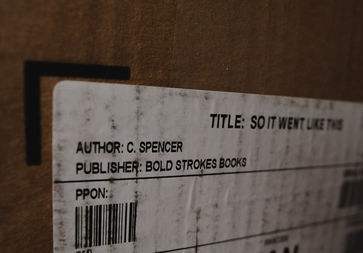 TITLE: SO IT WENT LIKE THIS
AUTHOR: C. SPENCER
PUBLISHER: BOLD STROKES BOOKS
PPON: